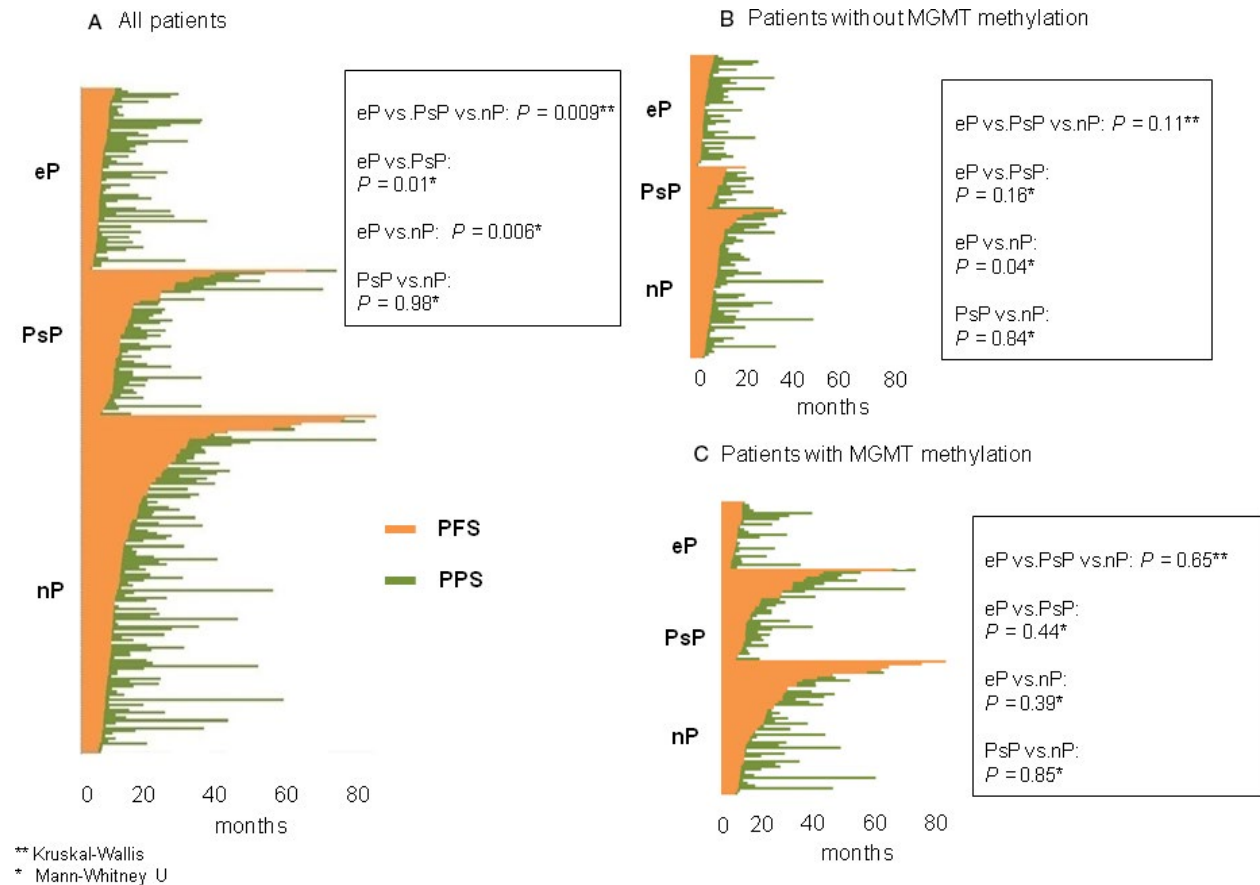 A All patients
eP
PsP
nP
eP vs.PsP vs.nP: P = 0.009**
eP vs.PsP:
P = 0.01*
eP vs.nP: P = 0.006*
PsP vs.nP:
P = 0.98*
PFS
PPS
0 20 40 60 80
months
** Kruskal-Wallis
* Mann-Whitney U
B Patients without MGMT methylation
eP
PsP
nP
eP vs.PsP vs.nP: P = 0.11**
eP vs.PsP:
P = 0.16*
eP vs.nP:
P = 0.04*
PsP vs.nP:
P = 0.84*
0 20 40 60 80
months
C Patients with MGMT methylation
eP
PsP
nP
eP vs.PsP vs.nP: P = 0.65**
eP vs.PsP:
P = 0.44*
eP vs.nP:
P = 0.39*
PsP vs.nP:
P = 0.85*
0 20 40 60 80
months